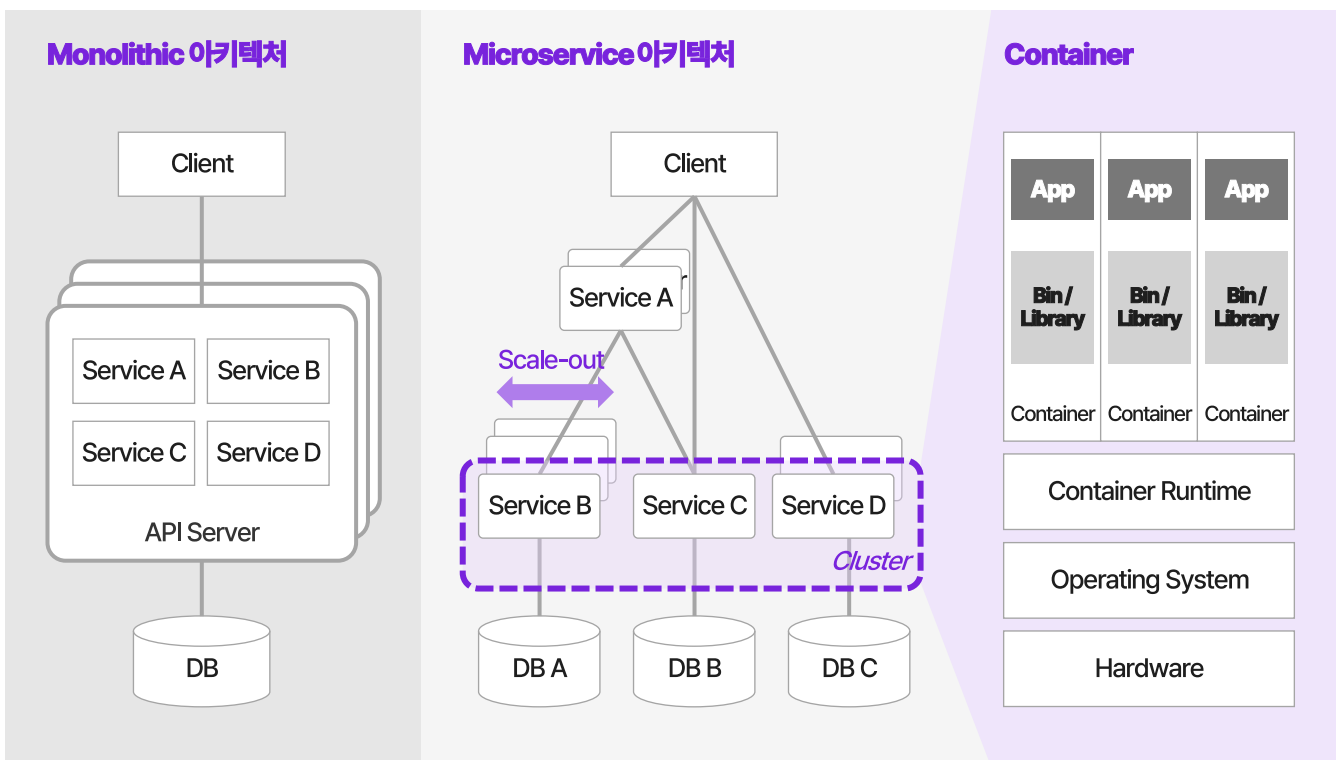 Monolithic 아키텍처
Client
Service A
Service B
Service C
Service D
API Server
DB
Microservice 아키텍처
Client
Service A
Scale-out
Service B
Service C
Service D
Cluster
DB A
DB B
DB C
Container
App
App
App
Bin /
Library
Bin /
Library
Bin /
Library
Container
Container
Container
Container Runtime
Operating System
Hardware